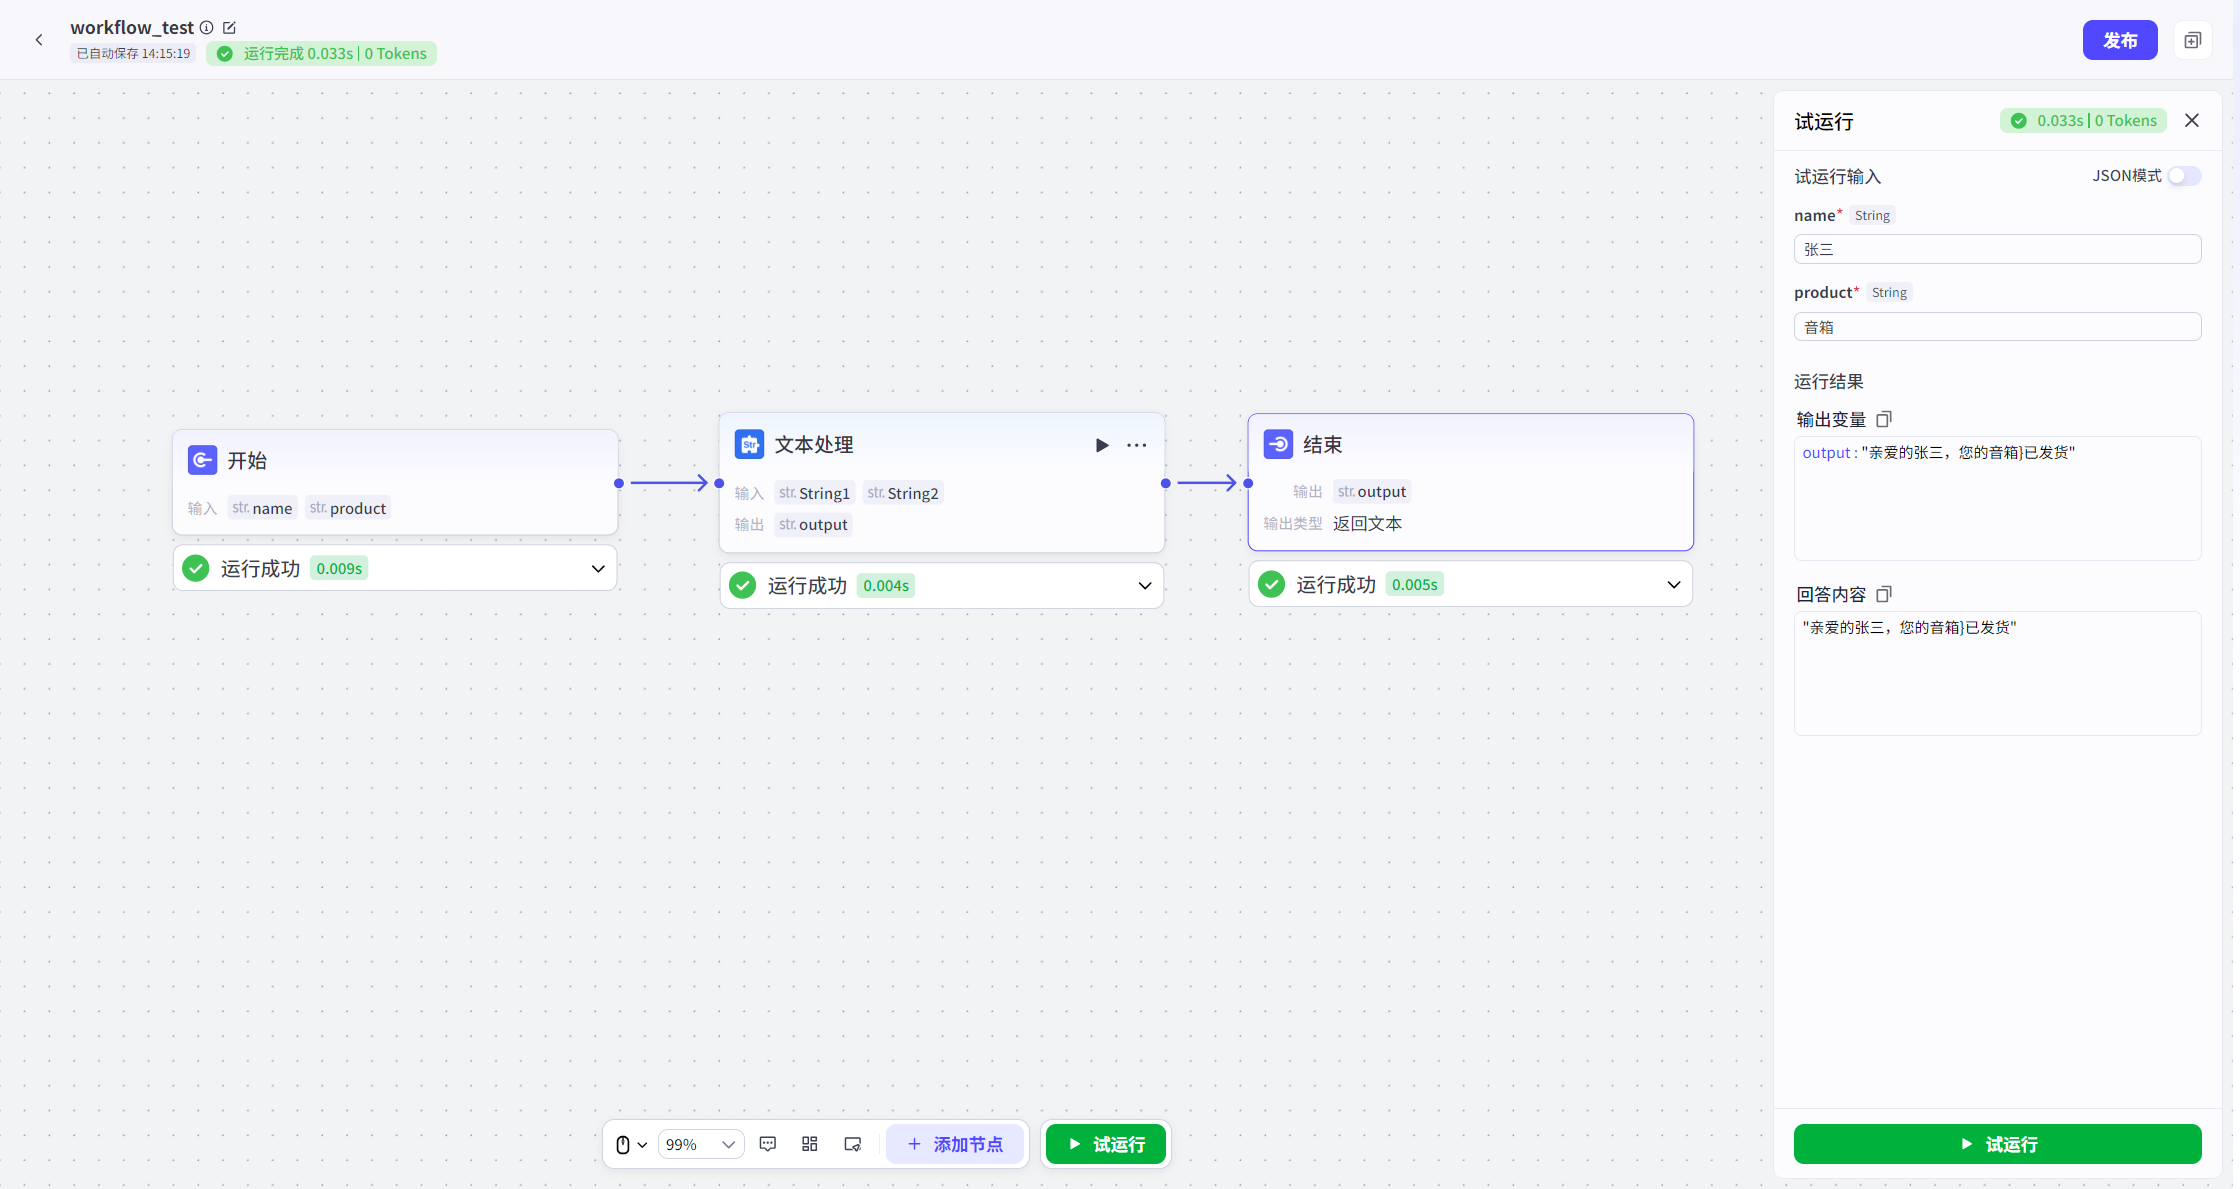 workflow_test
已自动保存 14:15:19
运行完成 0.033s | 0 Tokens
发布
开始
输入 str. name str. product
运行成功 0.009s
文本处理
输入 str. String1 str. String2
输出 str. output
运行成功 0.004s
结束
输出 str. output
输出类型 返回文本
运行成功 0.005s
试运行
0.033s | 0 Tokens
试运行输入
JSON模式
name* String
张三
product* String
音箱
运行结果
输出变量
output : "亲爱的张三，您的音箱}已发货"
回答内容
"亲爱的张三，您的音箱}已发货"
99%
+ 添加节点
试运行
试运行